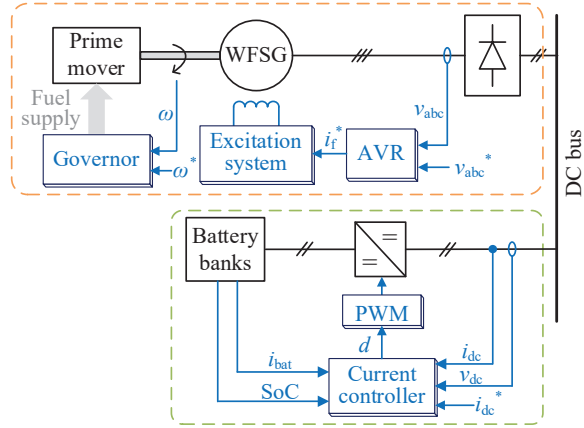 Prime
mover
WFSG
Fuel
supply
ω
Governor
ω*
Excitation
system
i_f*
AVR
v_abc
v_abc*
DC bus
Battery
banks
=
=
PWM
d
i_bat
SoC
Current
controller
i_dc
v_dc
i_dc*